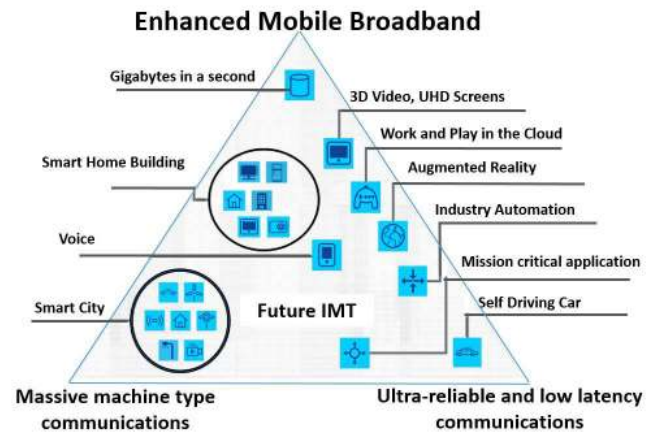 Enhanced Mobile Broadband
Gigabytes in a second
3D Video, UHD Screens
Work and Play in the Cloud
Smart Home Building
Augmented Reality
Industry Automation
Voice
Mission critical application
Smart City
Future IMT
Self Driving Car
Massive machine type
communications
Ultra-reliable and low latency
communications